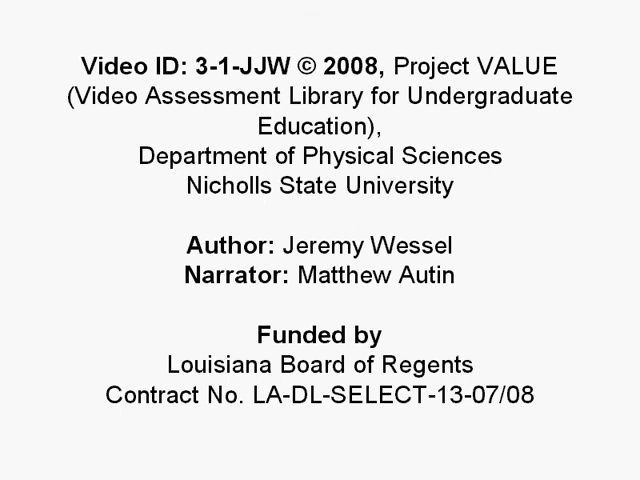 Video ID: 3-1-JJW © 2008, Project VALUE
(Video Assessment Library for Undergraduate
Education),
Department of Physical Sciences
Nicholls State University
Author: Jeremy Wessel
Narrator: Matthew Autin
Funded by
Louisiana Board of Regents
Contract No. LA-DL-SELECT-13-07/08